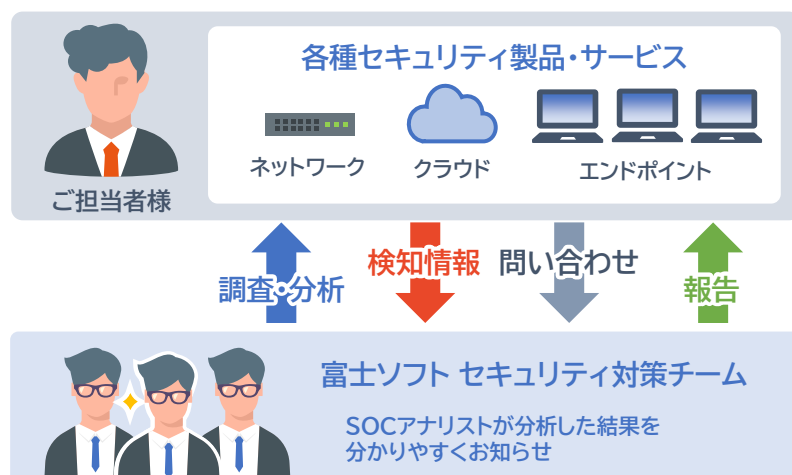 各種セキュリティ製品・サービス
ネットワーク
クラウド
エンドポイント
ご担当者様
調査・分析
検知情報
問い合わせ
報告
富士ソフト セキュリティ対策チーム
SOCアナリストが分析した結果を
分かりやすくお知らせ